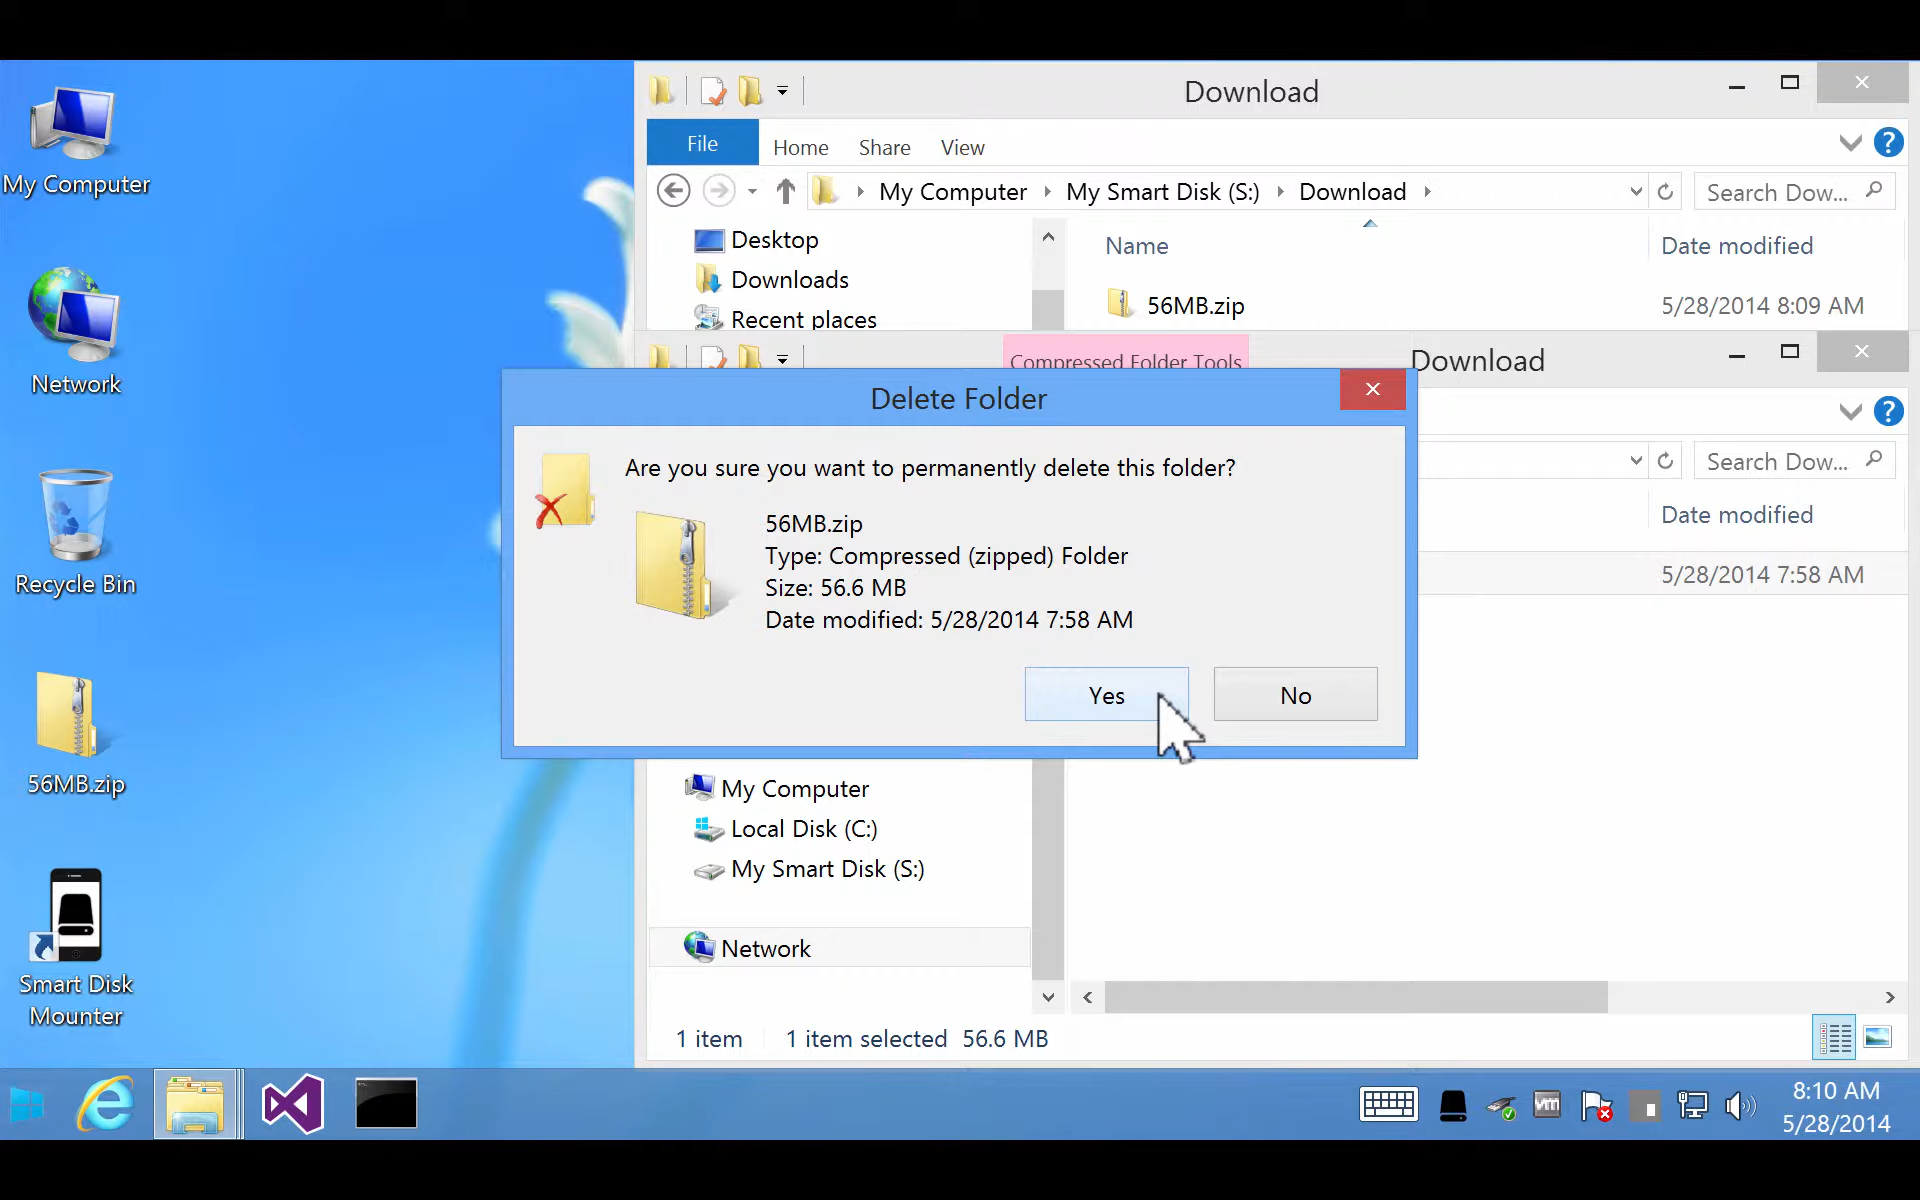 My Computer
Network
Recycle Bin
56MB.zip
Smart Disk
Mounter
Download
File Home Share View
My Computer My Smart Disk (S:) Download
Search Dow...
Desktop
Downloads
Recent places
Name Date modified
56MB.zip 5/28/2014 8:09 AM
Compressed Folder Tools
Download
Search Dow...
Date modified
5/28/2014 7:58 AM
Delete Folder
Are you sure you want to permanently delete this folder?
56MB.zip
Type: Compressed (zipped) Folder
Size: 56.6 MB
Date modified: 5/28/2014 7:58 AM
Yes No
My Computer
Local Disk (C:)
My Smart Disk (S:)
Network
1 item 1 item selected 56.6 MB
8:10 AM
5/28/2014